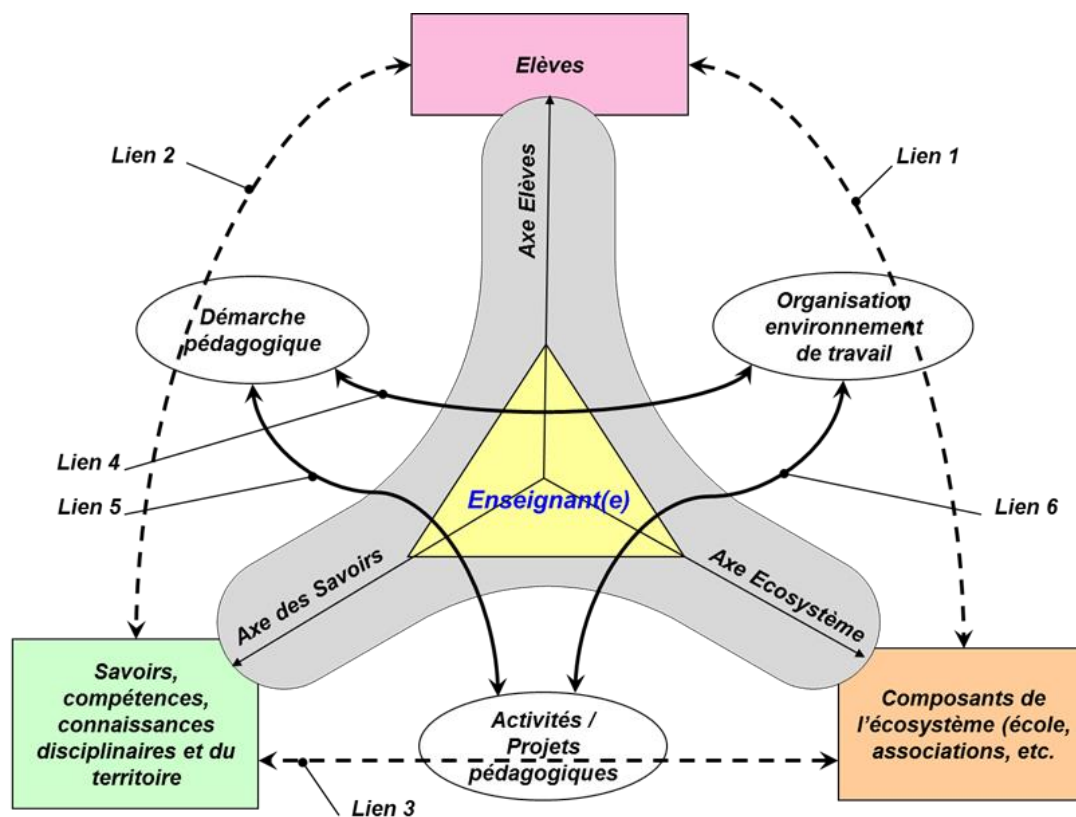 Elèves
Lien 2
Lien 1
Axe Elèves
Démarche
pédagogique
Organisation
environnement
de travail
Lien 4
Lien 5
Enseignant(e)
Lien 6
Axe des Savoirs
Axe Ecosystème
Savoirs,
compétences,
connaissances
disciplinaires et du
territoire
Activités /
Projets
pédagogiques
Composants de
l’écosystème (école,
associations, etc.
Lien 3